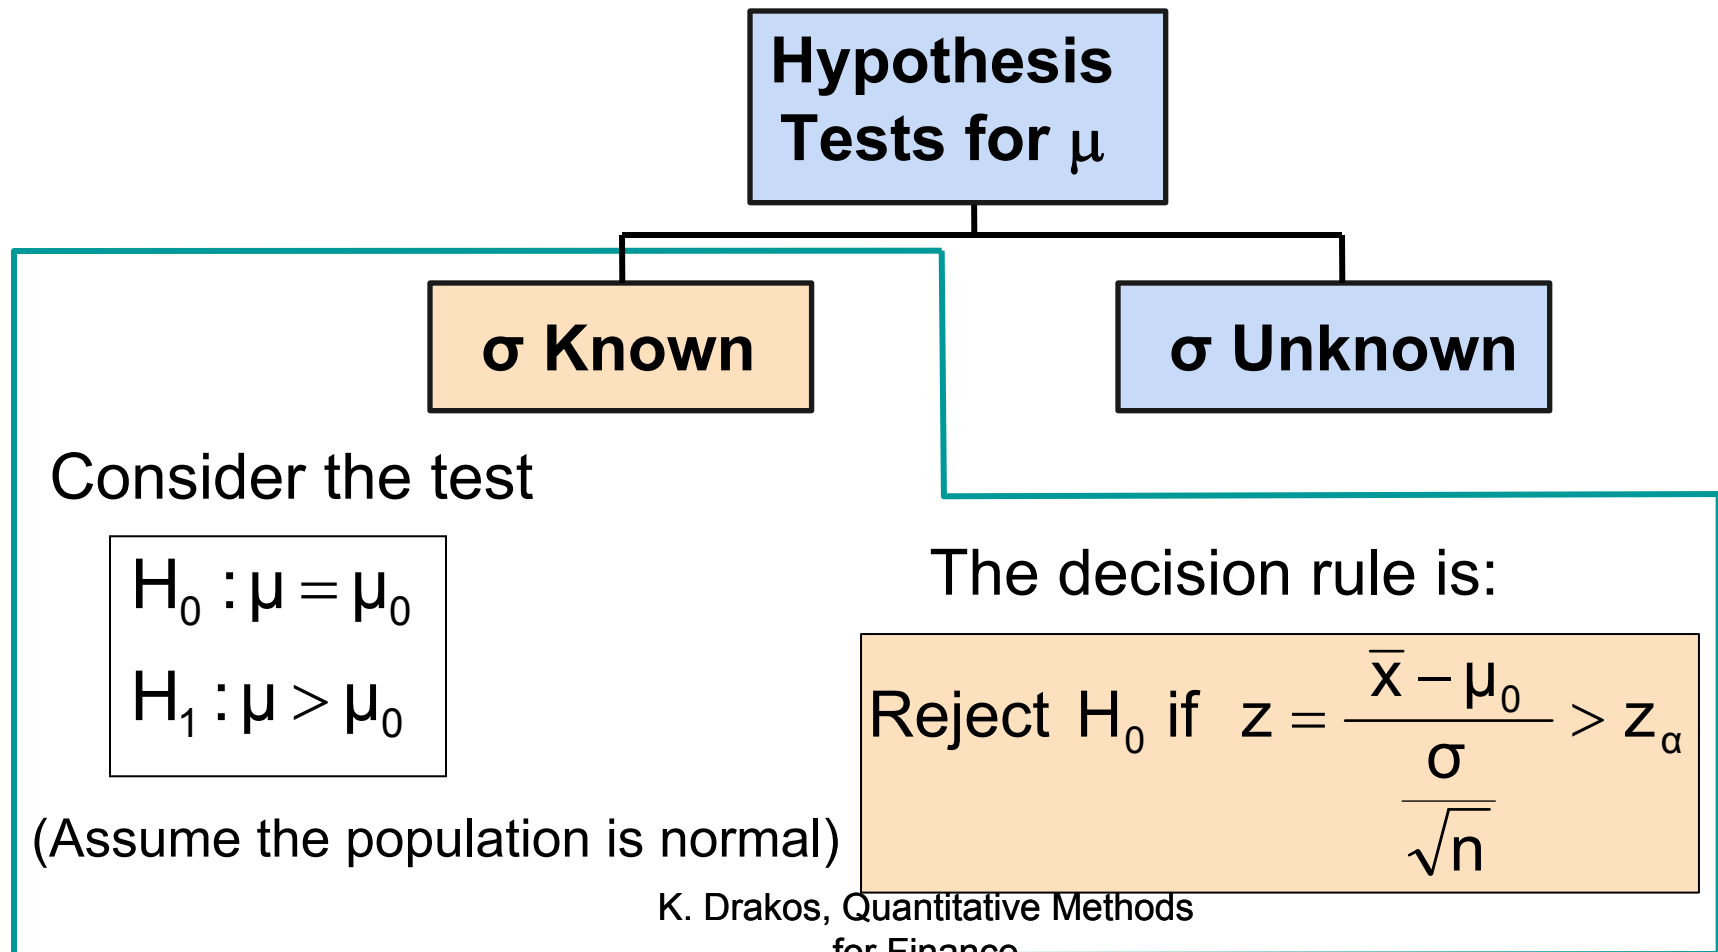 Hypothesis
Tests for μ
σ Known
σ Unknown
Consider the test
H₀ : μ = μ₀
H₁ : μ > μ₀
(Assume the population is normal)
The decision rule is:
Reject H₀ if z = (x̄ − μ₀) / (σ / √n) > z_α
K. Drakos, Quantitative Methods
for Finance